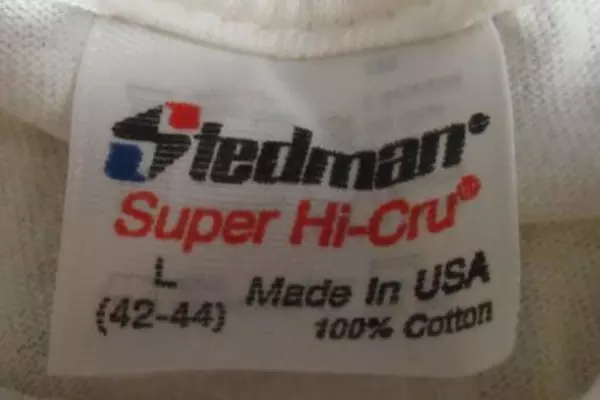 Stedman®
Super Hi-Cru®
L
(42-44)
Made In USA
100% Cotton